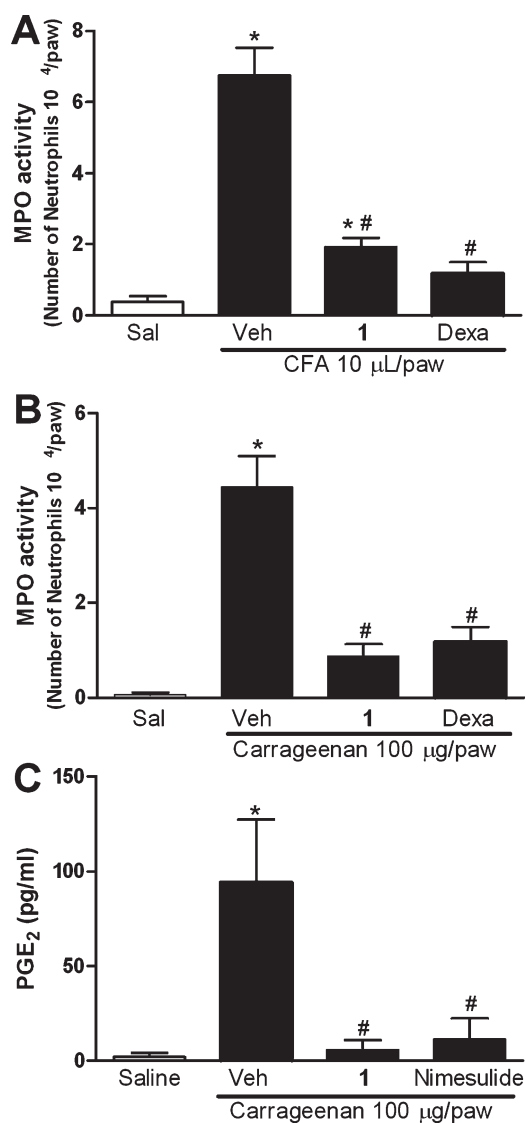 A
MPO activity
(Number of Neutrophils 10 4/paw)
8
6
4
2
0
*
* #
#
Sal Veh 1 Dexa
CFA 10 μL/paw
B
MPO activity
(Number of Neutrophils 10 4/paw)
6
4
2
0
*
#
#
Sal Veh 1 Dexa
Carrageenan 100 μg/paw
C
PGE2 (pg/ml)
150
100
50
0
*
#
#
Saline Veh 1 Nimesulide
Carrageenan 100 μg/paw